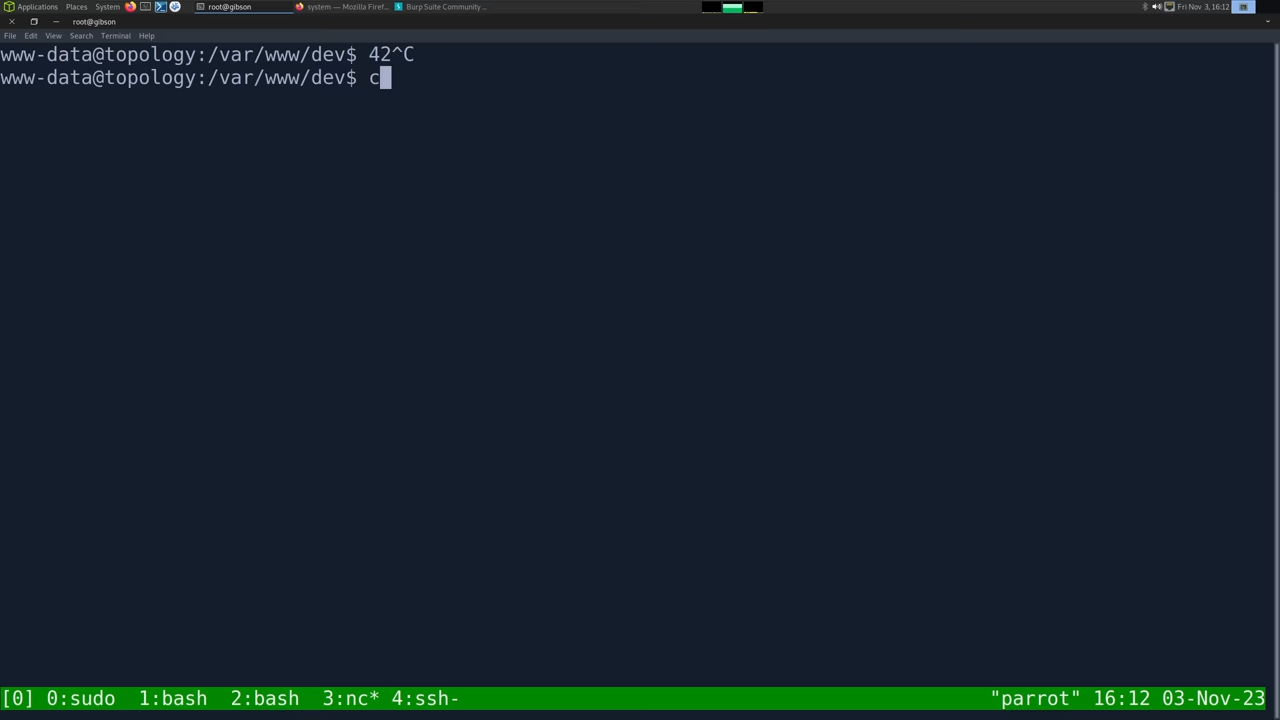 Applications Places System root@gibson system — Mozilla Firef... Burp Suite Community ... Fri Nov 3, 16:12
root@gibson
File Edit View Search Terminal Help
www-data@topology:/var/www/dev$ 42^C
www-data@topology:/var/www/dev$ c
[0] 0:sudo 1:bash 2:bash 3:nc* 4:ssh- "parrot" 16:12 03-Nov-23